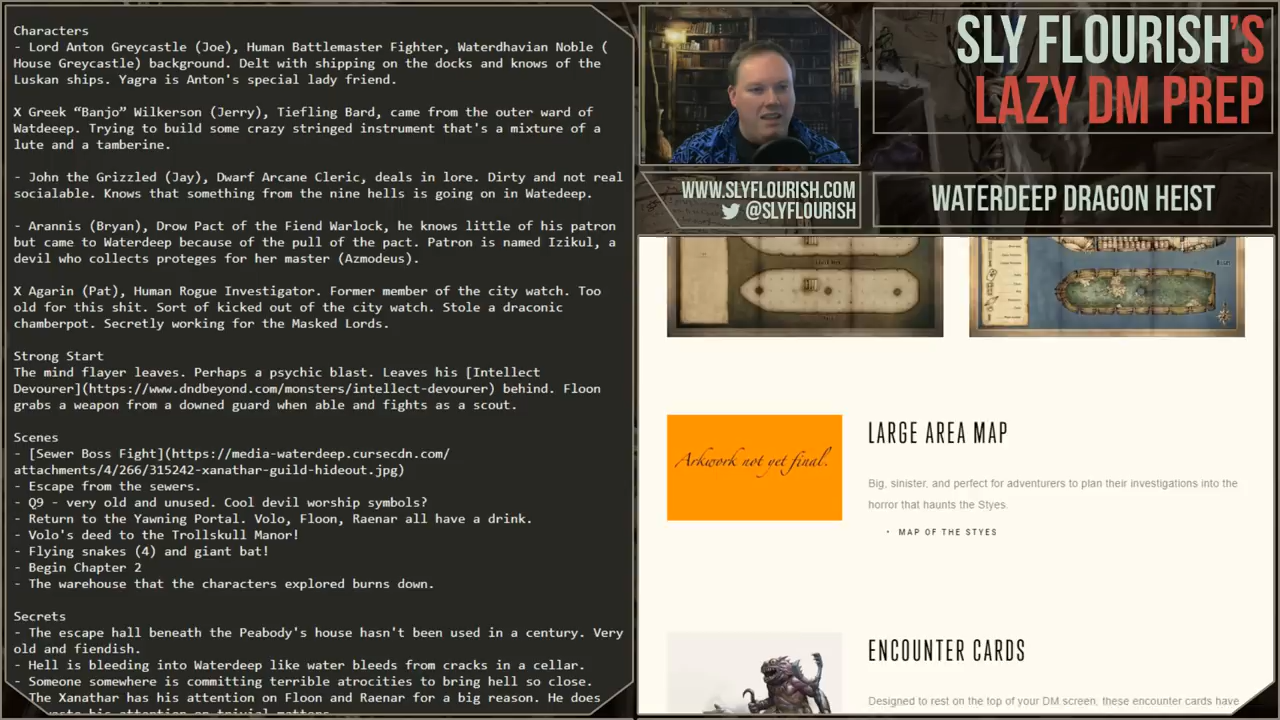 Characters
- Lord Anton Greycastle (Joe), Human Battlemaster Fighter, Waterdhavian Noble (
House Greycastle) background. Delt with shipping on the docks and knows of the
Luskan ships. Yagra is Anton's special lady friend.
X Greek “Banjo” Wilkerson (Jerry), Tiefling Bard, came from the outer ward of
Watdeeep. Trying to build some crazy stringed instrument that's a mixture of a
lute and a tamberine.
- John the Grizzled (Jay), Dwarf Arcane Cleric, deals in lore. Dirty and not real
socialable. Knows that something from the nine hells is going on in Watedeep.
- Arannis (Bryan), Drow Pact of the Fiend Warlock, he knows little of his patron
but came to Waterdeep because of the pull of the pact. Patron is named Izikul, a
devil who collects proteges for her master (Azmodeus).
X Agarin (Pat), Human Rogue Investigator. Former member of the city watch. Too
old for this shit. Sort of kicked out of the city watch. Stole a draconic
chamberpot. Secretly working for the Masked Lords.
Strong Start
The mind flayer leaves. Perhaps a psychic blast. Leaves his [Intellect
Devourer](https://www.dndbeyond.com/monsters/intellect-devourer) behind. Floon
grabs a weapon from a downed guard when able and fights as a scout.
Scenes
- [Sewer Boss Fight](https://media-waterdeep.cursecdn.com/
attachments/4/266/315242-xanathar-guild-hideout.jpg)
- Escape from the sewers.
- Q9 - very old and unused. Cool devil worship symbols?
- Return to the Yawning Portal. Volo, Floon, Raenar all have a drink.
- Volo's deed to the Trollskull Manor!
- Flying snakes (4) and giant bat!
- Begin Chapter 2
- The warehouse that the characters explored burns down.
Secrets
- The escape hall beneath the Peabody's house hasn't been used in a century. Very
old and fiendish.
- Hell is bleeding into Waterdeep like water bleeds from cracks in a cellar.
- Someone somewhere is committing terrible atrocities to bring hell so close.
The Xanathar has his attention on Floon and Raenar for a big reason. He does
his attention on trivial matters.
SLY FLOURISH'S
LAZY DM PREP
WWW.SLYFLOURISH.COM
@SLYFLOURISH
WATERDEEP DRAGON HEIST
Arkwork not yet final.
LARGE AREA MAP
Big, sinister, and perfect for adventurers to plan their investigations into the
horror that haunts the Styes.
• MAP OF THE STYES
ENCOUNTER CARDS
Designed to rest on the top of your DM screen, these encounter cards have